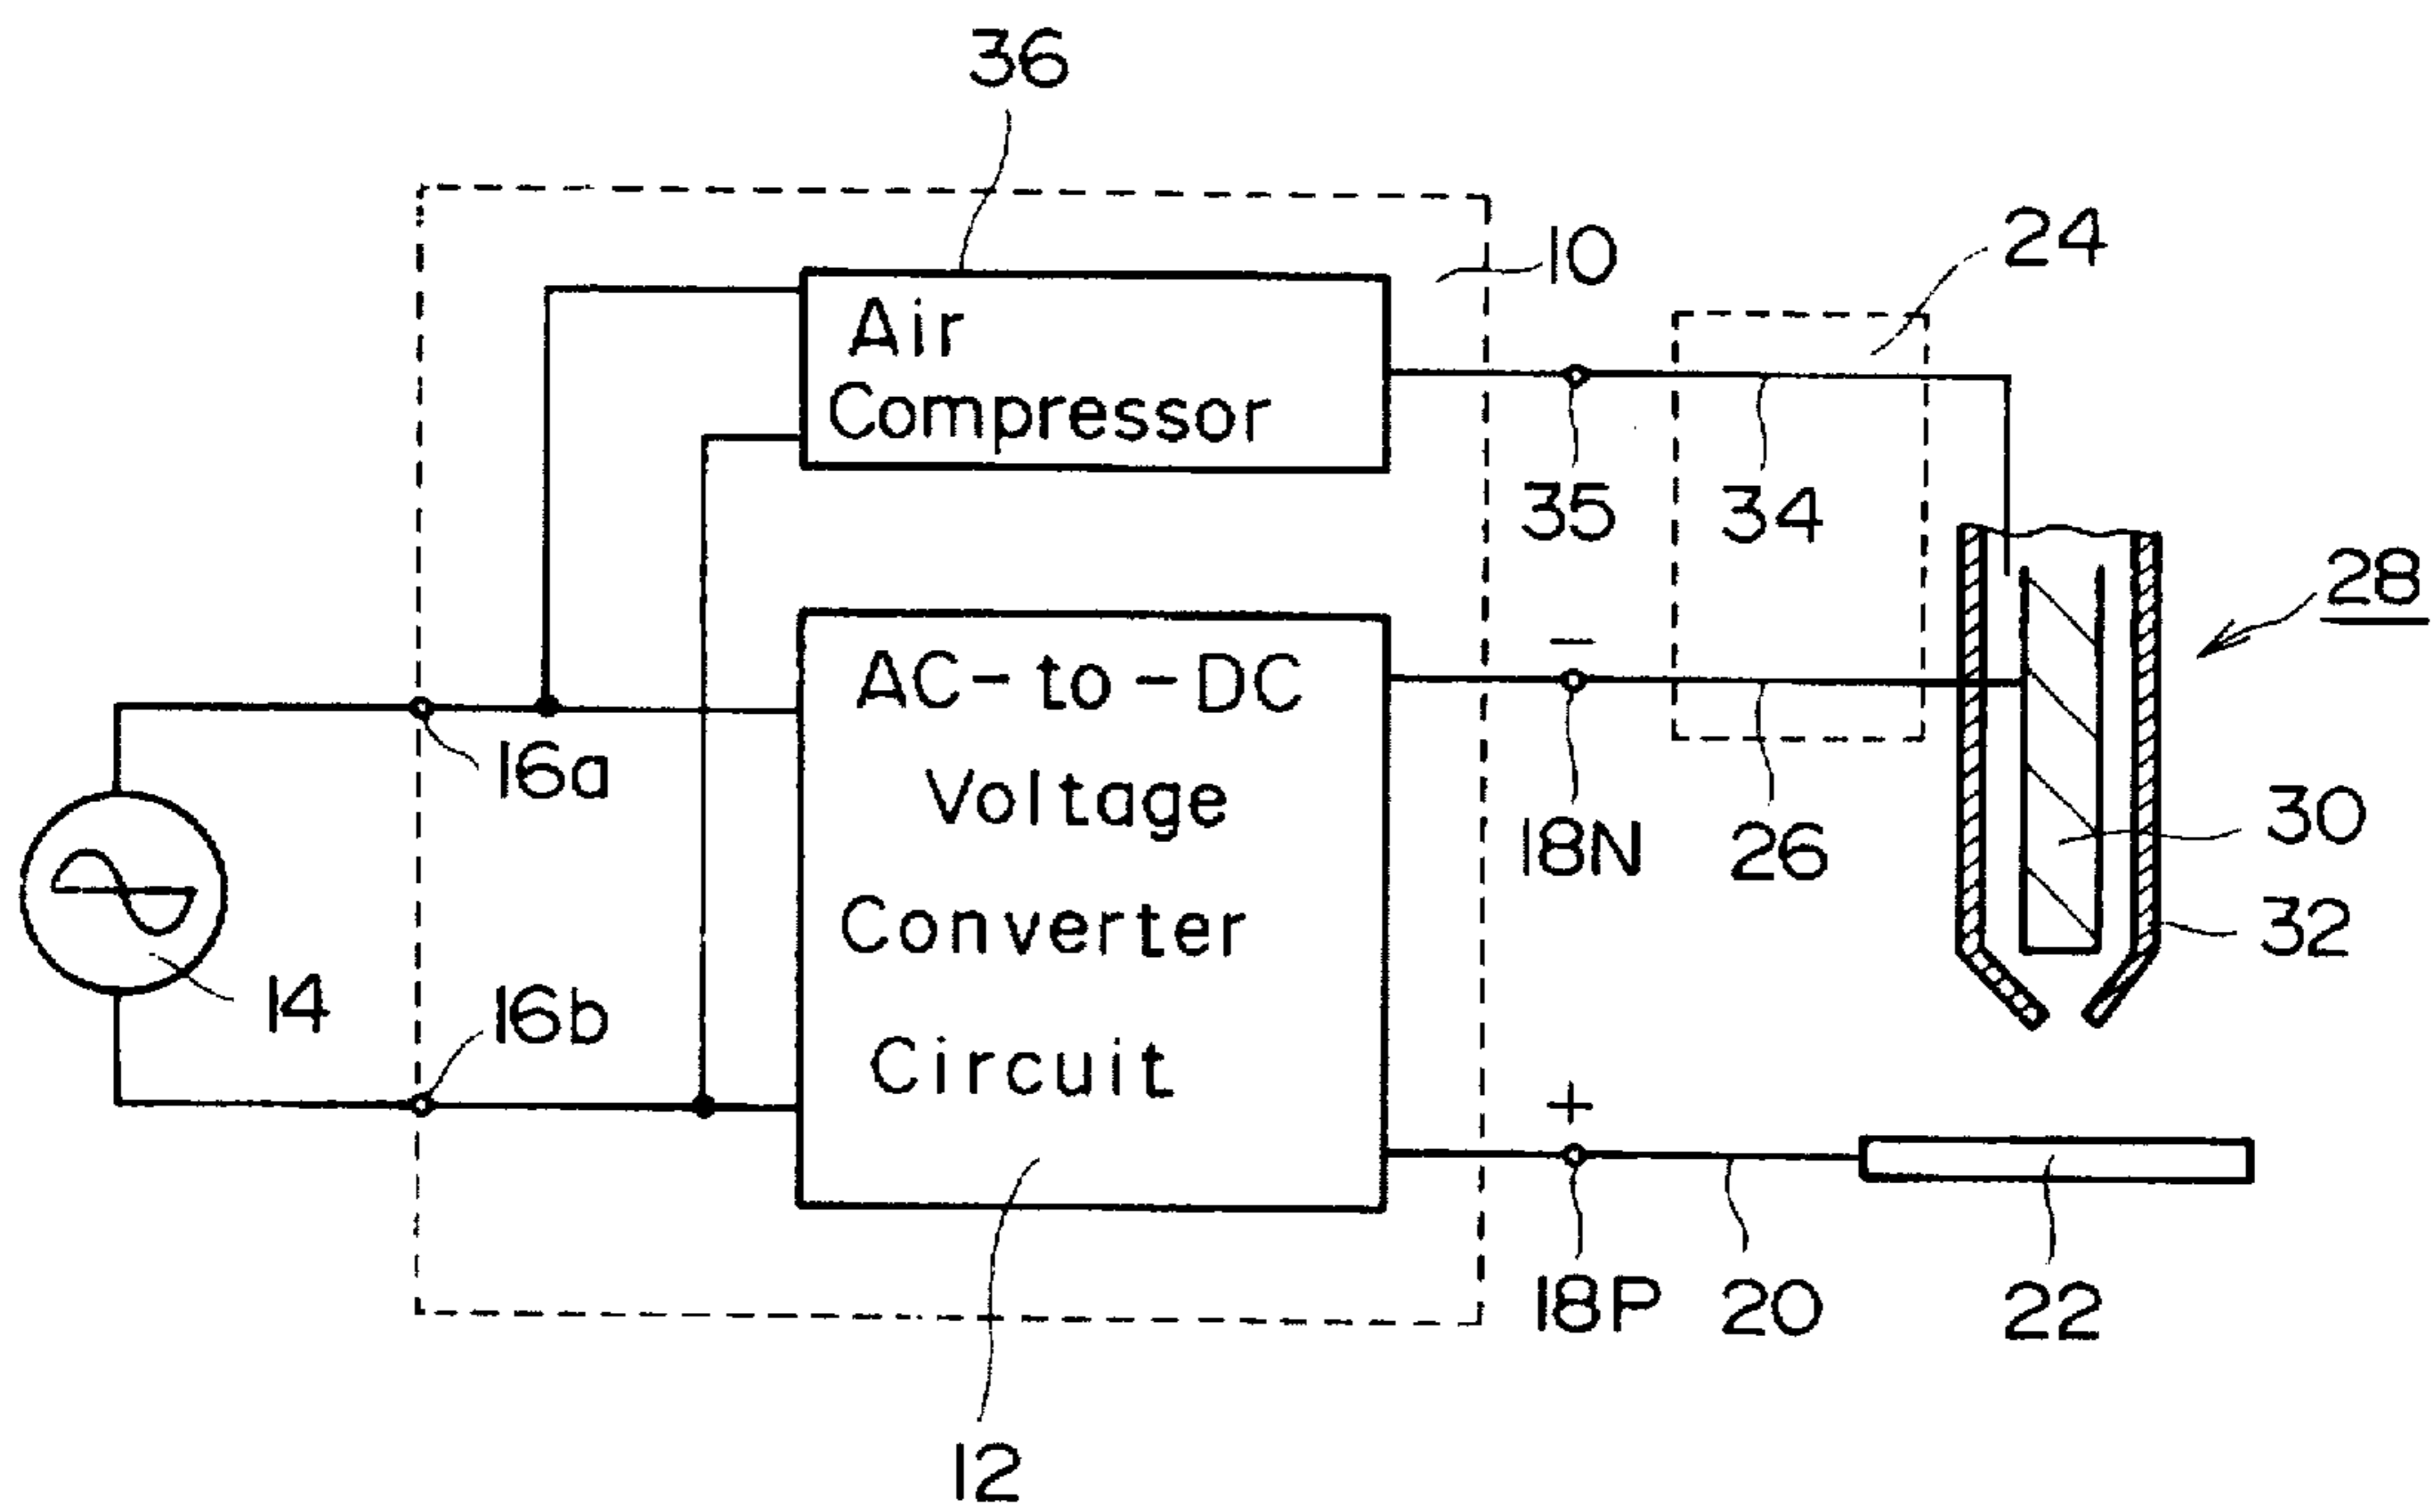 36
10
24
Air
Compressor
35
34
28
AC-to-DC
Voltage
Converter
Circuit
−
16a
18N
26
30
32
14
16b
+
18P
20
22
12